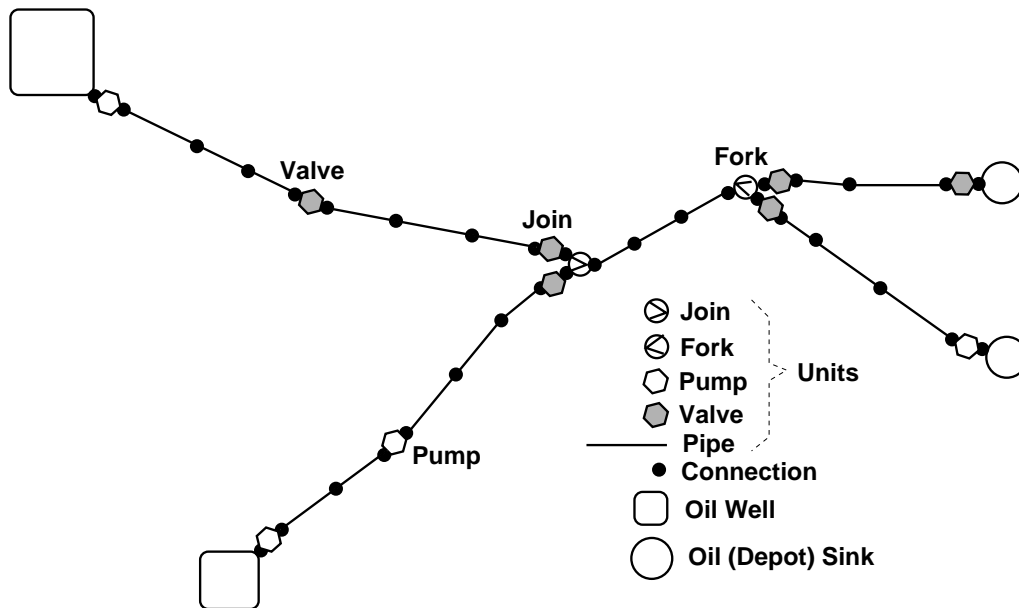 Fork
Valve
Join
Join
Fork
Pump
Units
Valve
Pipe
Pump
Connection
Oil Well
Oil (Depot) Sink